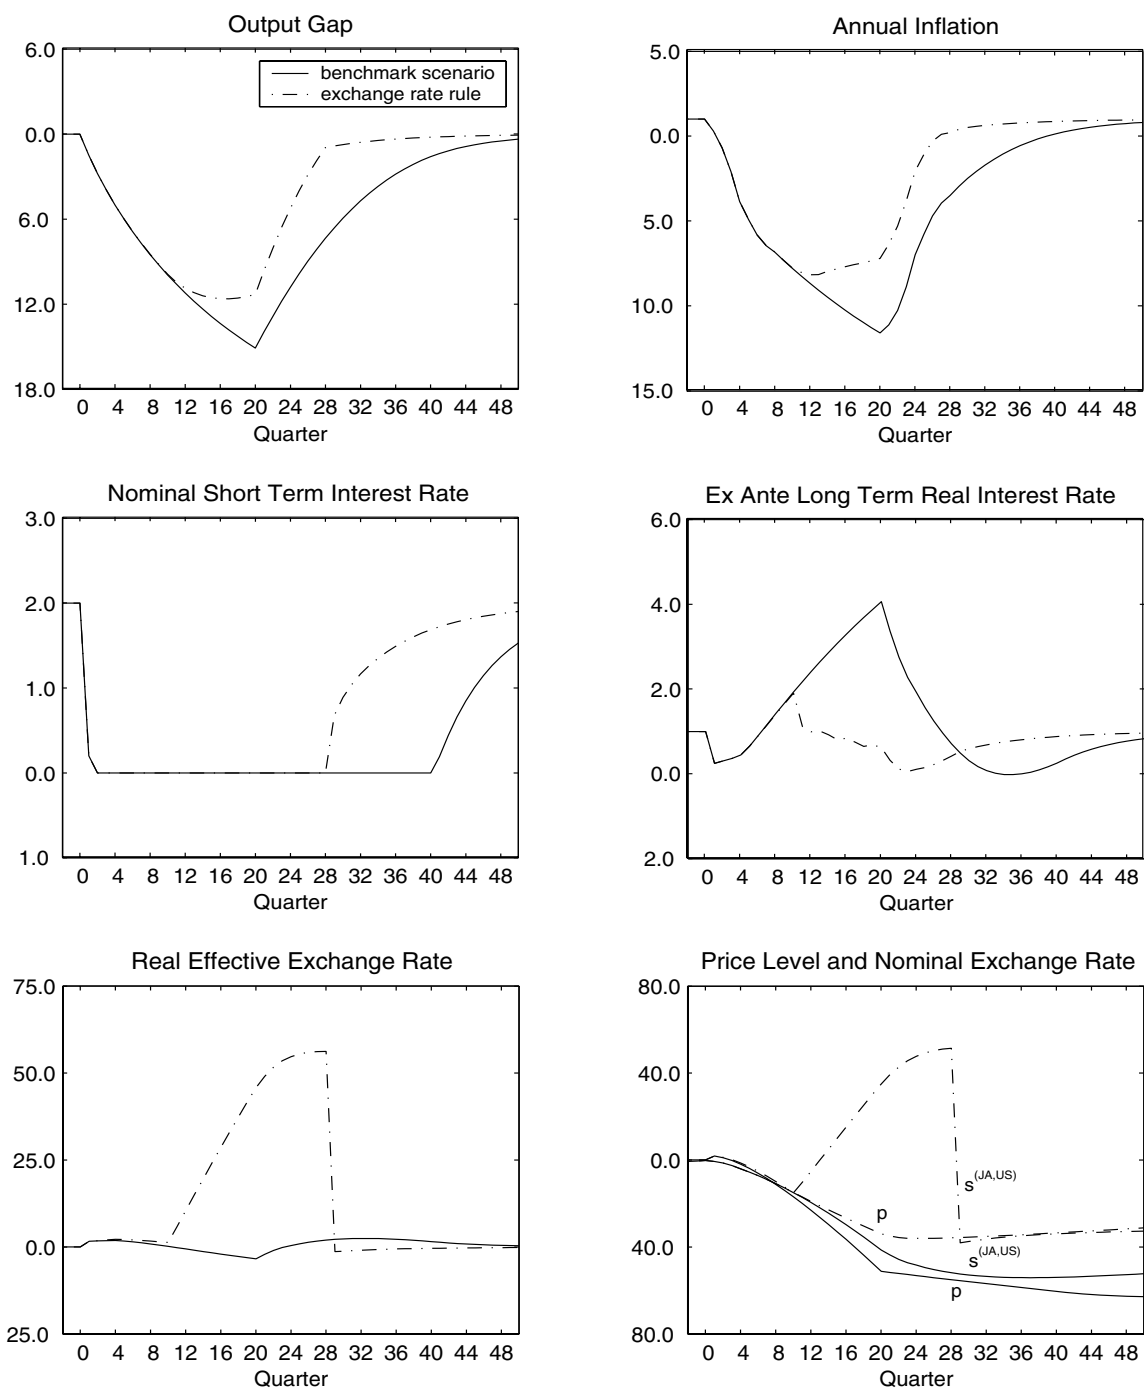 Output Gap
6.0
0.0
6.0
12.0
18.0
benchmark scenario
exchange rate rule
0 4 8 12 16 20 24 28 32 36 40 44 48
Quarter
Annual Inflation
5.0
0.0
5.0
10.0
15.0
0 4 8 12 16 20 24 28 32 36 40 44 48
Quarter
Nominal Short Term Interest Rate
3.0
2.0
1.0
0.0
1.0
0 4 8 12 16 20 24 28 32 36 40 44 48
Quarter
Ex Ante Long Term Real Interest Rate
6.0
4.0
2.0
0.0
2.0
0 4 8 12 16 20 24 28 32 36 40 44 48
Quarter
Real Effective Exchange Rate
75.0
50.0
25.0
0.0
25.0
0 4 8 12 16 20 24 28 32 36 40 44 48
Quarter
Price Level and Nominal Exchange Rate
80.0
40.0
0.0
40.0
80.0
s(JA,US)
p
s(JA,US)
p
0 4 8 12 16 20 24 28 32 36 40 44 48
Quarter